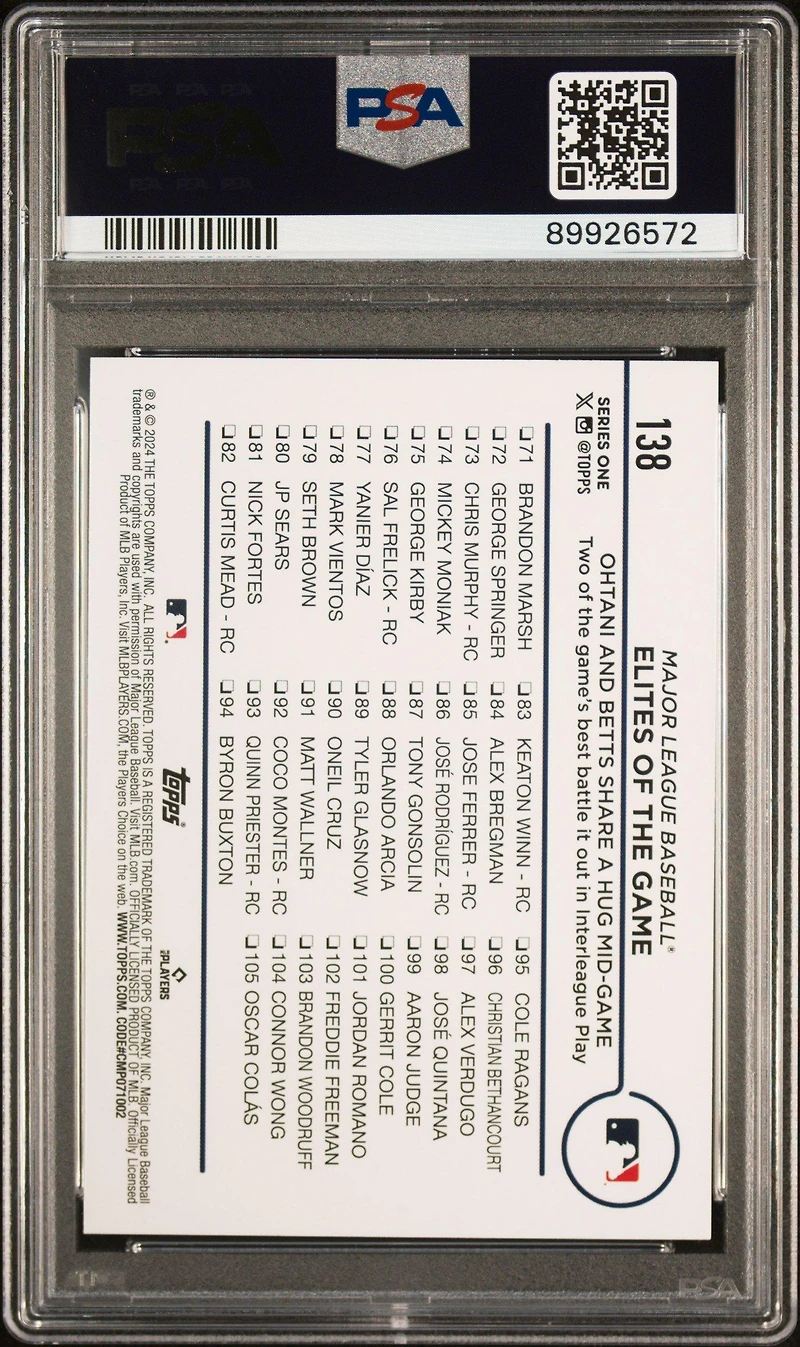 PSA
89926572
138
MAJOR LEAGUE BASEBALL®
ELITES OF THE GAME
SERIES ONE
@TOPPS
OHTANI AND BETTS SHARE A HUG MID-GAME
Two of the game's best battle it out in Interleague Play
❏71 BRANDON MARSH
❏72 GEORGE SPRINGER
❏73 CHRIS MURPHY - RC
❏74 MICKEY MONIAK
❏75 GEORGE KIRBY
❏76 SAL FRELICK - RC
❏77 YANIER DÍAZ
❏78 MARK VIENTOS
❏79 SETH BROWN
❏80 JP SEARS
❏81 NICK FORTES
❏82 CURTIS MEAD - RC
❏83 KEATON WINN - RC
❏84 ALEX BREGMAN
❏85 JOSE FERRER - RC
❏86 JOSÉ RODRÍGUEZ - RC
❏87 TONY GONSOLIN
❏88 ORLANDO ARCIA
❏89 TYLER GLASNOW
❏90 ONEIL CRUZ
❏91 MATT WALLNER
❏92 COCO MONTES - RC
❏93 QUINN PRIESTER - RC
❏94 BYRON BUXTON
❏95 COLE RAGANS
❏96 CHRISTIAN BETHANCOURT
❏97 ALEX VERDUGO
❏98 JOSÉ QUINTANA
❏99 AARON JUDGE
❏100 GERRIT COLE
❏101 JORDAN ROMANO
❏102 FREDDIE FREEMAN
❏103 BRANDON WOODRUFF
❏104 CONNOR WONG
❏105 OSCAR COLÁS
topps®
PLAYERS
® & © 2024 THE TOPPS COMPANY, INC. ALL RIGHTS RESERVED. TOPPS IS A REGISTERED TRADEMARK OF THE TOPPS COMPANY, INC. Major League Baseball
trademarks and copyrights are used with permission of Major League Baseball. Visit MLB.com. OFFICIALLY LICENSED PRODUCT OF MLB. Officially Licensed
Product of MLB Players, Inc. Visit MLBPLAYERS.COM, the Players Choice on the web. WWW.TOPPS.COM. CODE#CMP071002
PSA